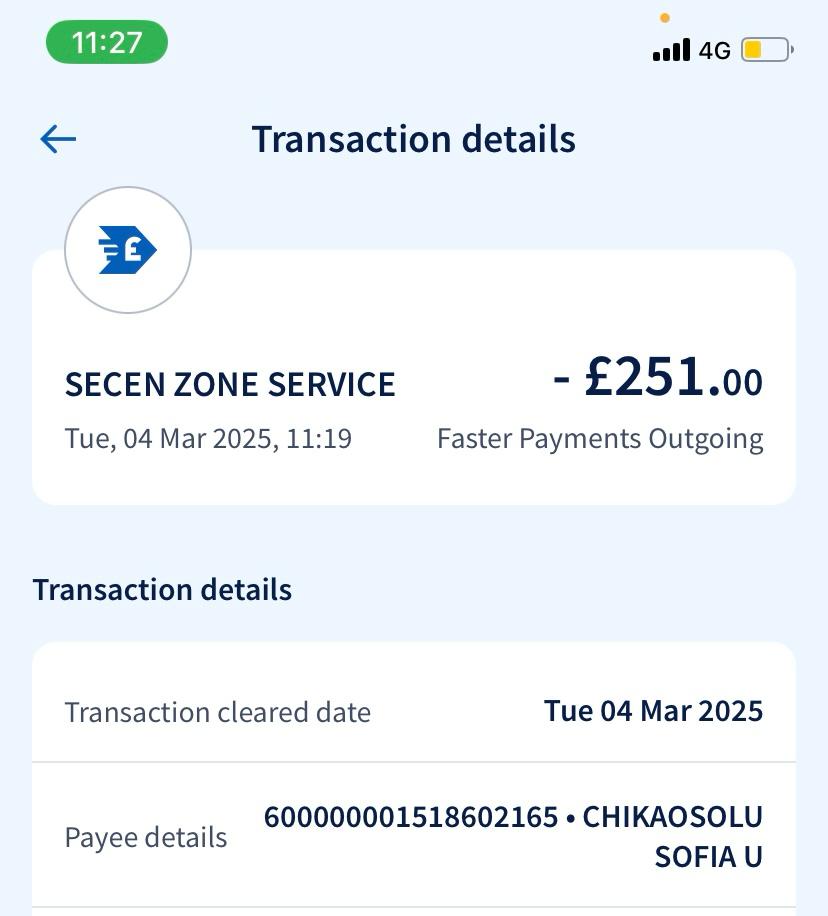 11:27
4G
Transaction details
£
SECEN ZONE SERVICE
- £251.00
Tue, 04 Mar 2025, 11:19
Faster Payments Outgoing
Transaction details
Transaction cleared date
Tue 04 Mar 2025
Payee details
600000001518602165 • CHIKAOSOLU
SOFIA U